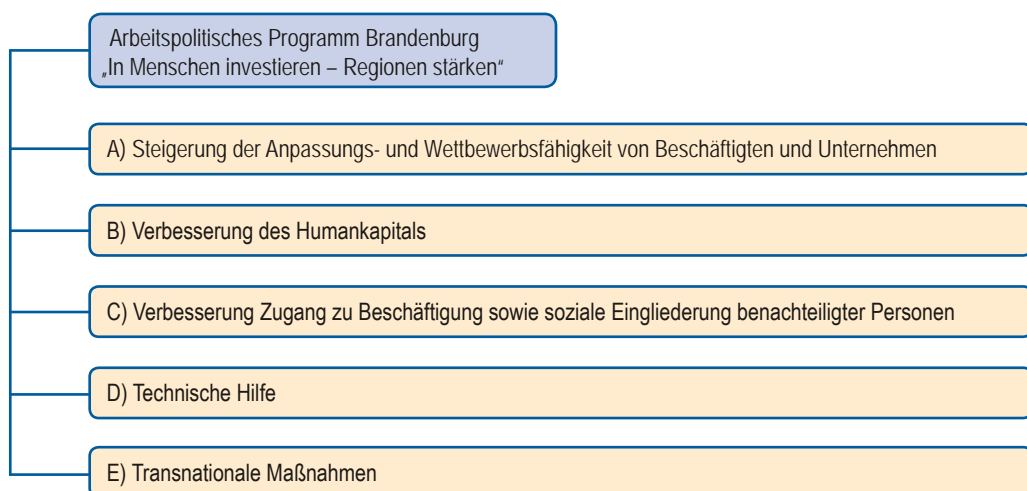 Arbeitspolitisches Programm Brandenburg
„In Menschen investieren – Regionen stärken“
A) Steigerung der Anpassungs- und Wettbewerbsfähigkeit von Beschäftigten und Unternehmen
B) Verbesserung des Humankapitals
C) Verbesserung Zugang zu Beschäftigung sowie soziale Eingliederung benachteiligter Personen
D) Technische Hilfe
E) Transnationale Maßnahmen